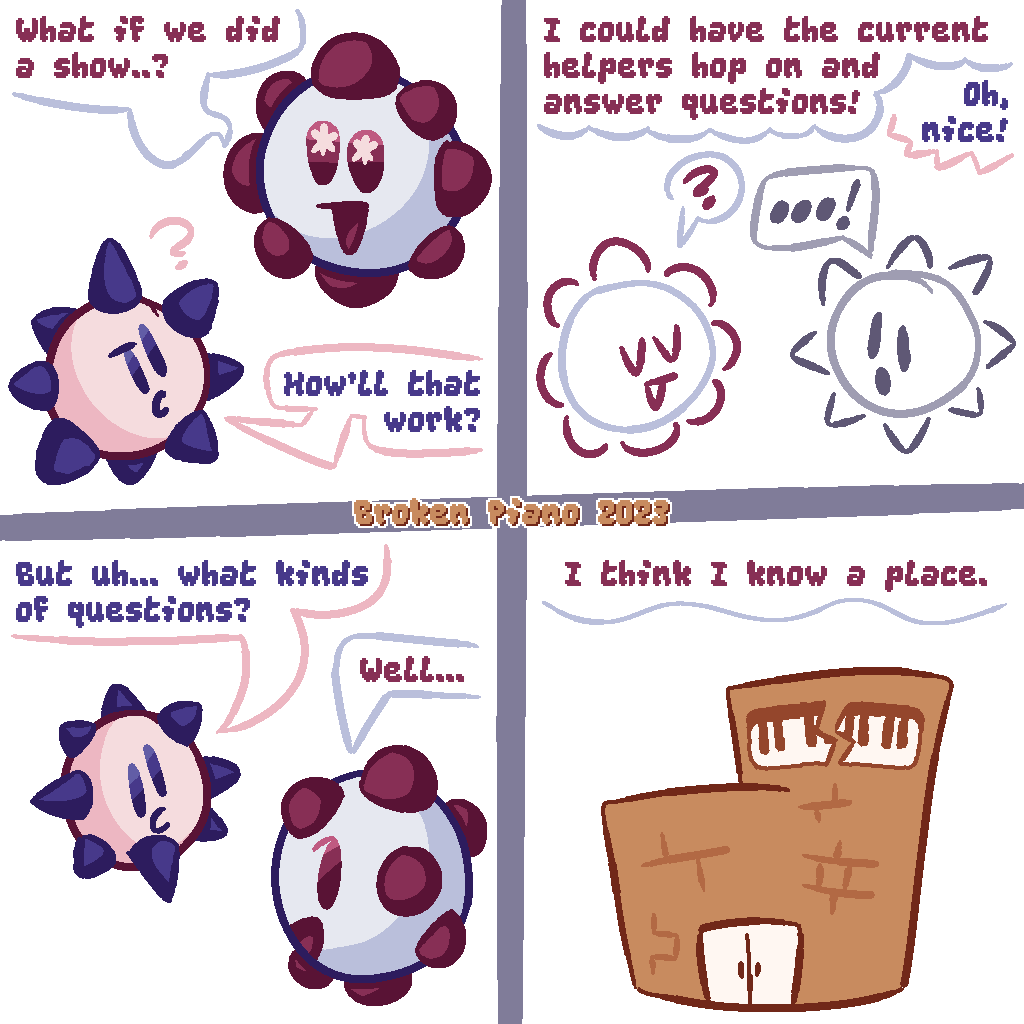 What if we did
a show..?
?
How'll that
work?
I could have the current
helpers hop on and
answer questions!
Oh,
nice!
?
...!
Broken Piano 2023
But uh... what kinds
of questions?
Well...
I think I know a place.